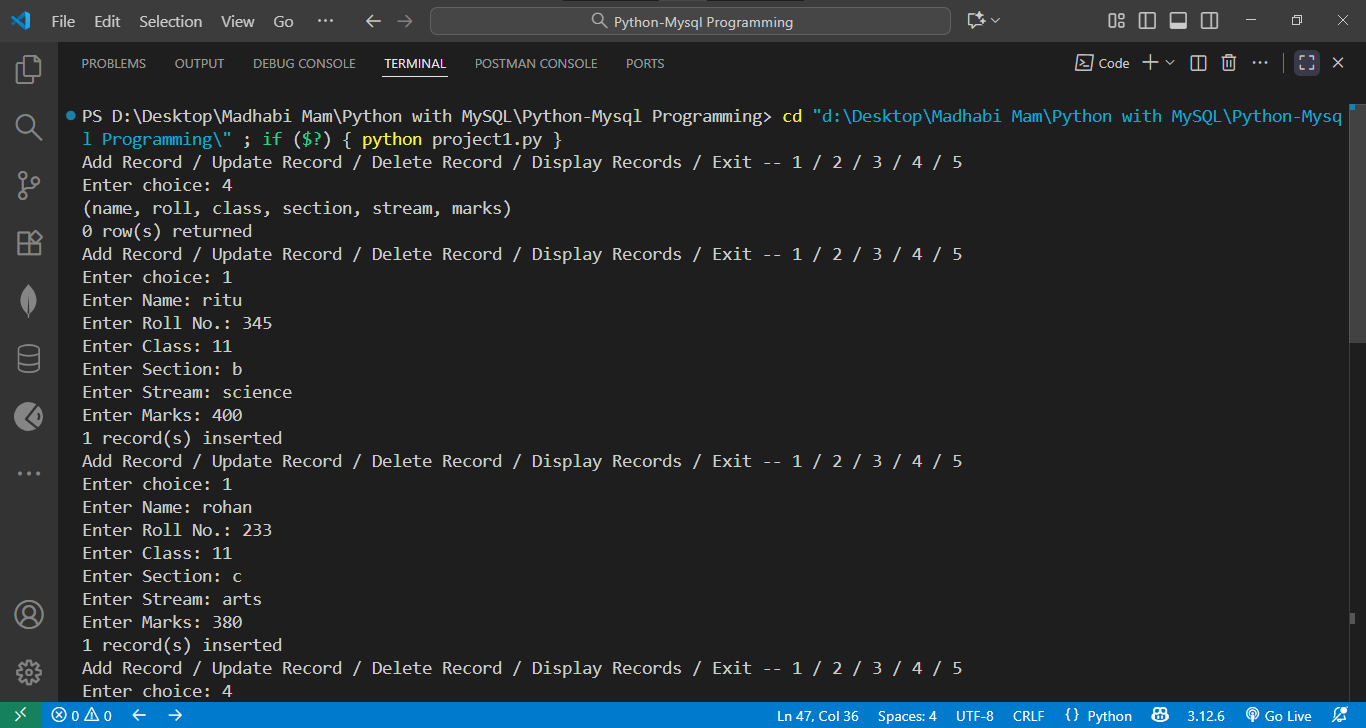 File Edit Selection View Go ··· Python-Mysql Programming
PROBLEMS OUTPUT DEBUG CONSOLE TERMINAL POSTMAN CONSOLE PORTS Code
PS D:\Desktop\Madhabi Mam\Python with MySQL\Python-Mysql Programming> cd "d:\Desktop\Madhabi Mam\Python with MySQL\Python-Mysq
l Programming\" ; if ($?) { python project1.py }
Add Record / Update Record / Delete Record / Display Records / Exit -- 1 / 2 / 3 / 4 / 5
Enter choice: 4
(name, roll, class, section, stream, marks)
0 row(s) returned
Add Record / Update Record / Delete Record / Display Records / Exit -- 1 / 2 / 3 / 4 / 5
Enter choice: 1
Enter Name: ritu
Enter Roll No.: 345
Enter Class: 11
Enter Section: b
Enter Stream: science
Enter Marks: 400
1 record(s) inserted
Add Record / Update Record / Delete Record / Display Records / Exit -- 1 / 2 / 3 / 4 / 5
Enter choice: 1
Enter Name: rohan
Enter Roll No.: 233
Enter Class: 11
Enter Section: c
Enter Stream: arts
Enter Marks: 380
1 record(s) inserted
Add Record / Update Record / Delete Record / Display Records / Exit -- 1 / 2 / 3 / 4 / 5
Enter choice: 4
0 0 Ln 47, Col 36 Spaces: 4 UTF-8 CRLF {} Python 3.12.6 Go Live